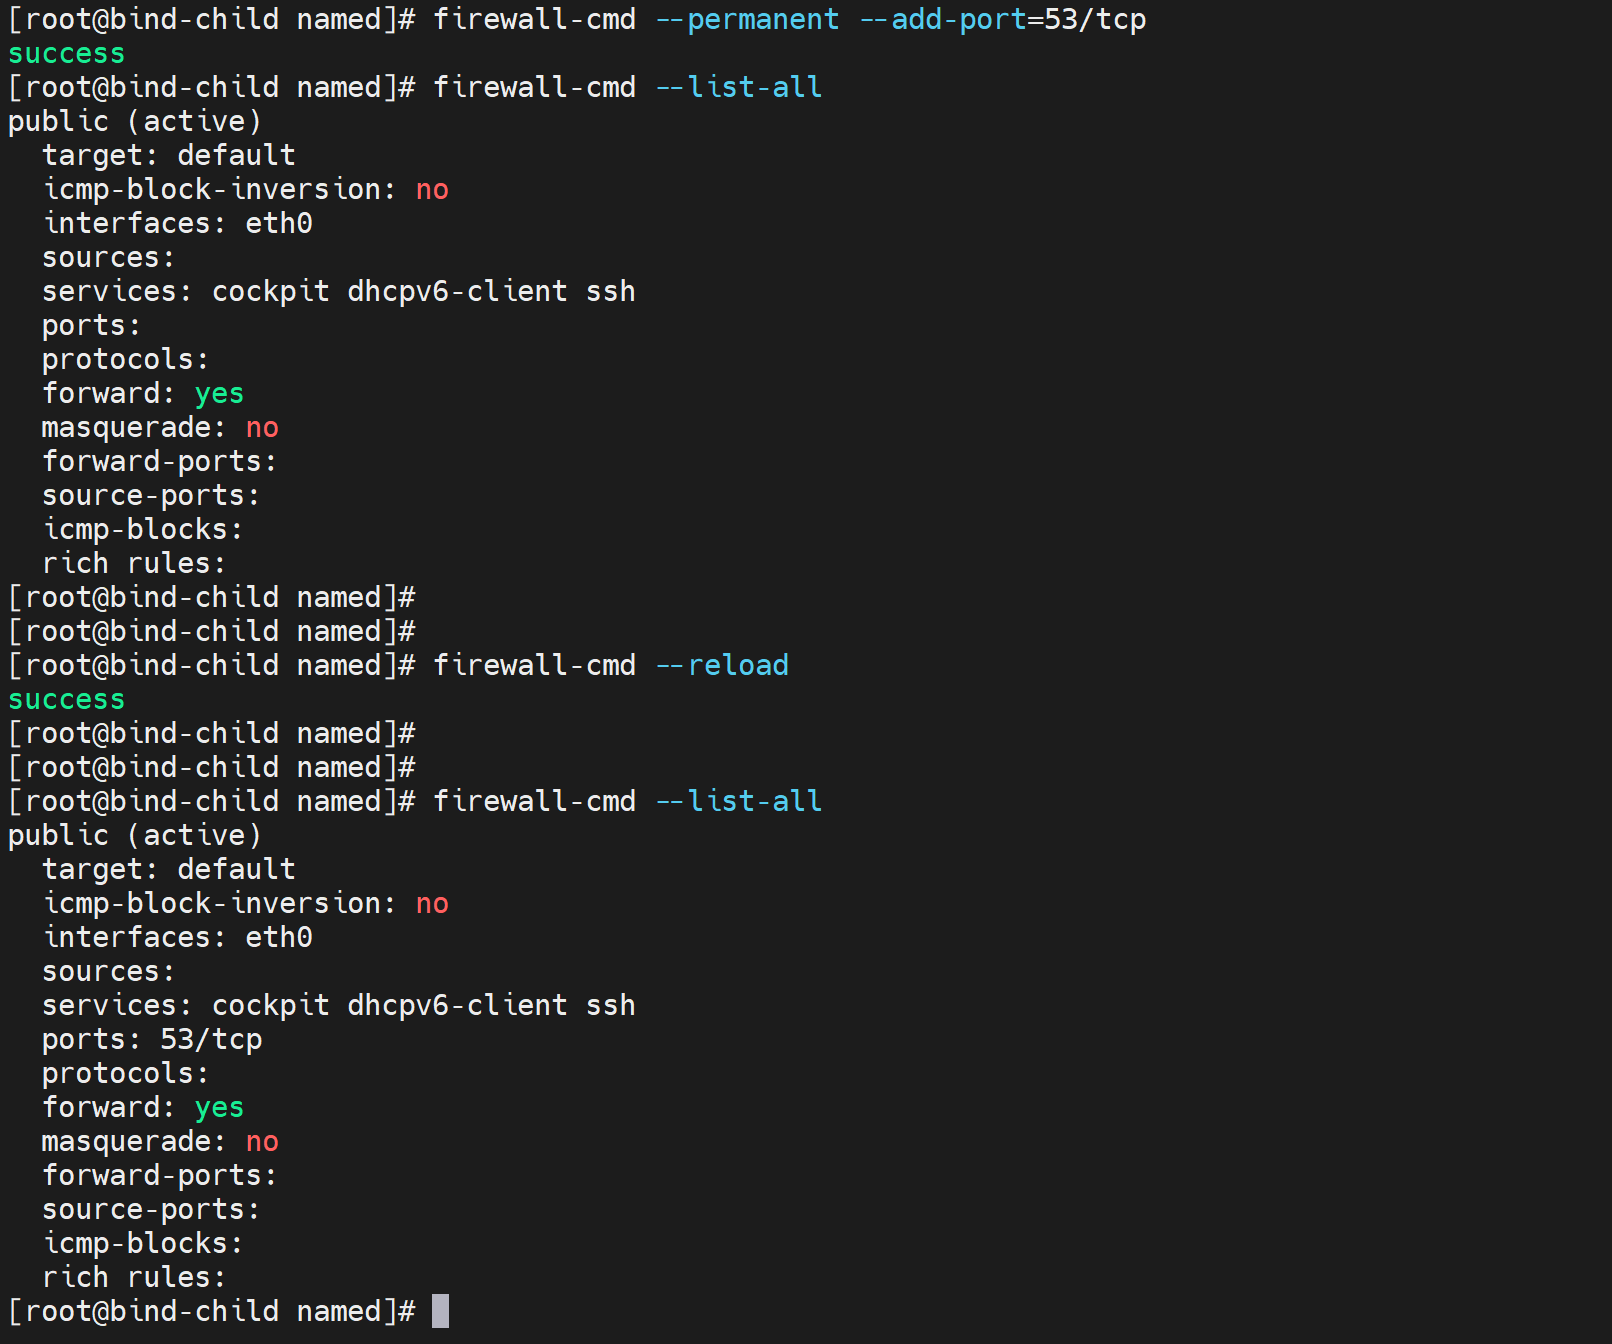 [root@bind-child named]# firewall-cmd --permanent --add-port=53/tcp
success
[root@bind-child named]# firewall-cmd --list-all
public (active)
  target: default
  icmp-block-inversion: no
  interfaces: eth0
  sources:
  services: cockpit dhcpv6-client ssh
  ports:
  protocols:
  forward: yes
  masquerade: no
  forward-ports:
  source-ports:
  icmp-blocks:
  rich rules:
[root@bind-child named]#
[root@bind-child named]#
[root@bind-child named]# firewall-cmd --reload
success
[root@bind-child named]#
[root@bind-child named]#
[root@bind-child named]# firewall-cmd --list-all
public (active)
  target: default
  icmp-block-inversion: no
  interfaces: eth0
  sources:
  services: cockpit dhcpv6-client ssh
  ports: 53/tcp
  protocols:
  forward: yes
  masquerade: no
  forward-ports:
  source-ports:
  icmp-blocks:
  rich rules:
[root@bind-child named]#